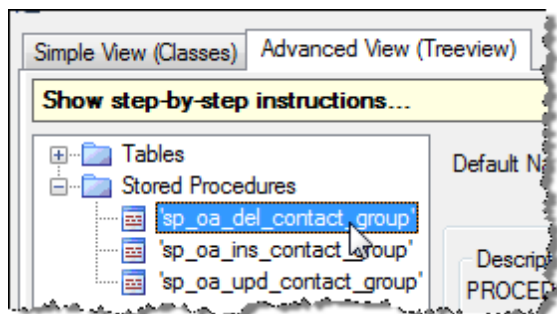 Simple View (Classes) Advanced View (Treeview)
Show step-by-step instructions...
Tables
Default
Stored Procedures
'sp_oa_del_contact_group'
'sp_oa_ins_contact_group'
Descrip
'sp_oa_upd_contact_group'
PROCED